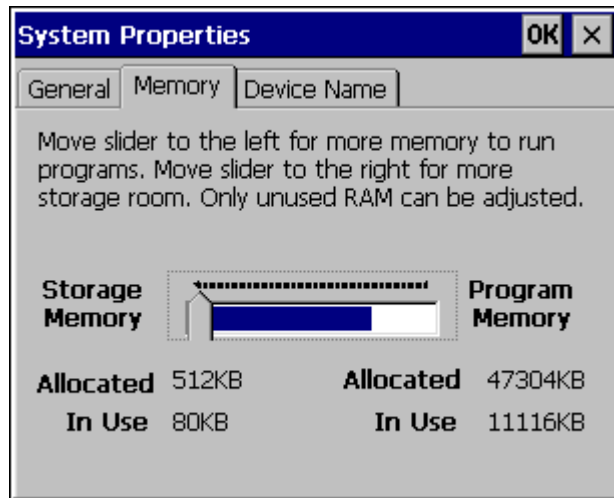 System Properties OK ×
General Memory Device Name
Move slider to the left for more memory to run
programs. Move slider to the right for more
storage room. Only unused RAM can be adjusted.
Storage Program
Memory Memory
Allocated 512KB Allocated 47304KB
In Use 80KB In Use 11116KB